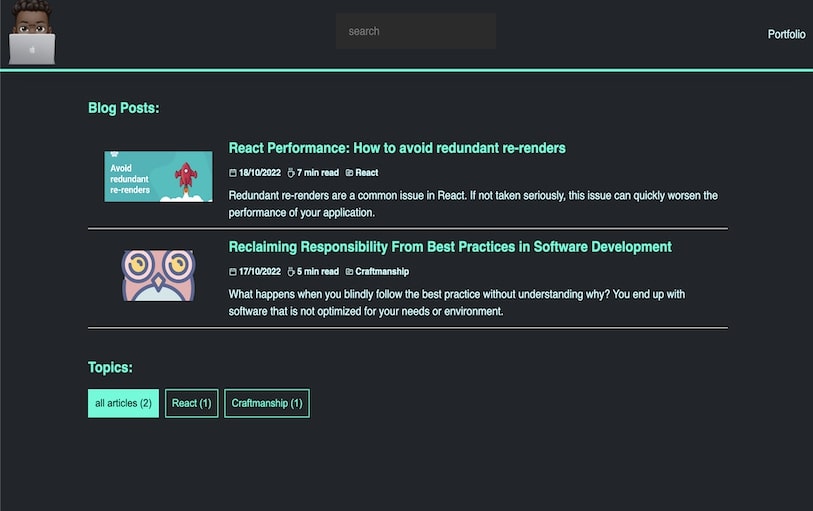 search
Portfolio
Blog Posts:
Avoid
redundant
re-renders
React Performance: How to avoid redundant re-renders
18/10/2022 7 min read React
Redundant re-renders are a common issue in React. If not taken seriously, this issue can quickly worsen the
performance of your application.
Reclaiming Responsibility From Best Practices in Software Development
17/10/2022 5 min read Craftmanship
What happens when you blindly follow the best practice without understanding why? You end up with
software that is not optimized for your needs or environment.
Topics:
all articles (2) React (1) Craftmanship (1)